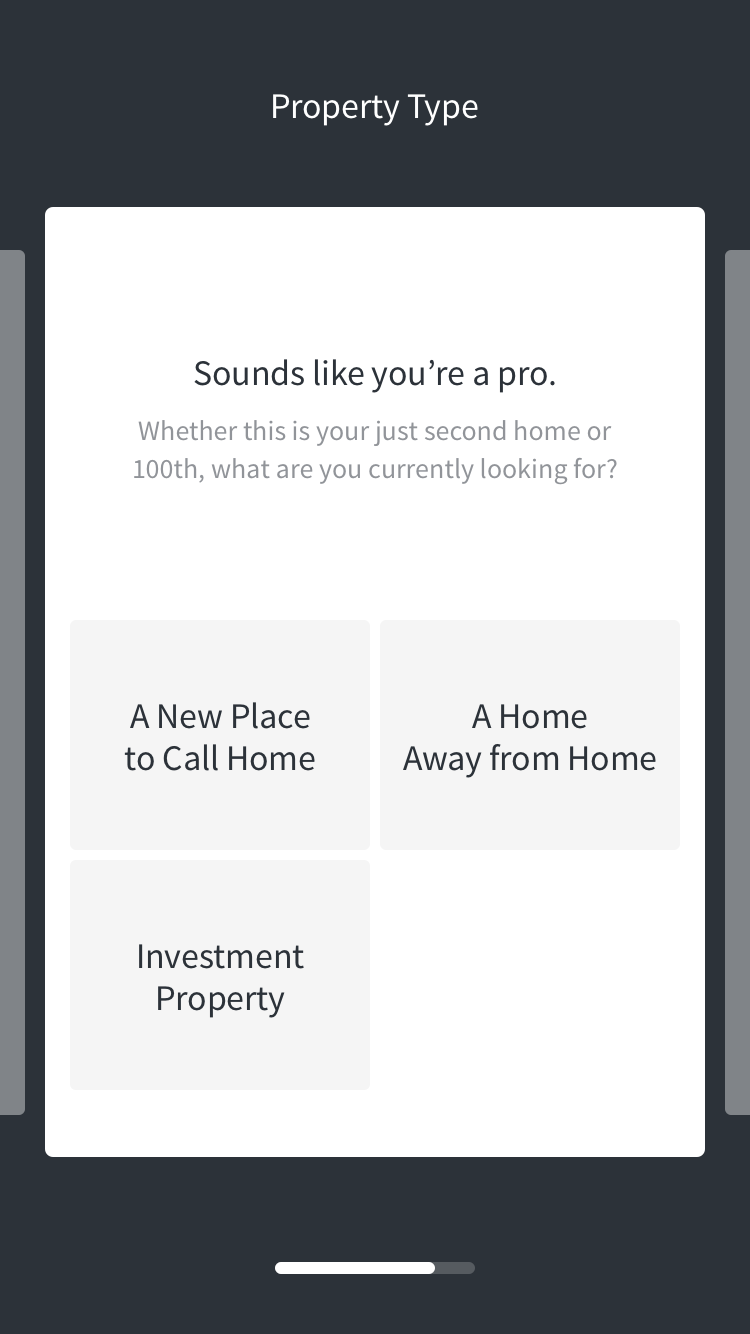 Property Type
Sounds like you’re a pro.
Whether this is your just second home or
100th, what are you currently looking for?
A New Place
to Call Home
A Home
Away from Home
Investment
Property